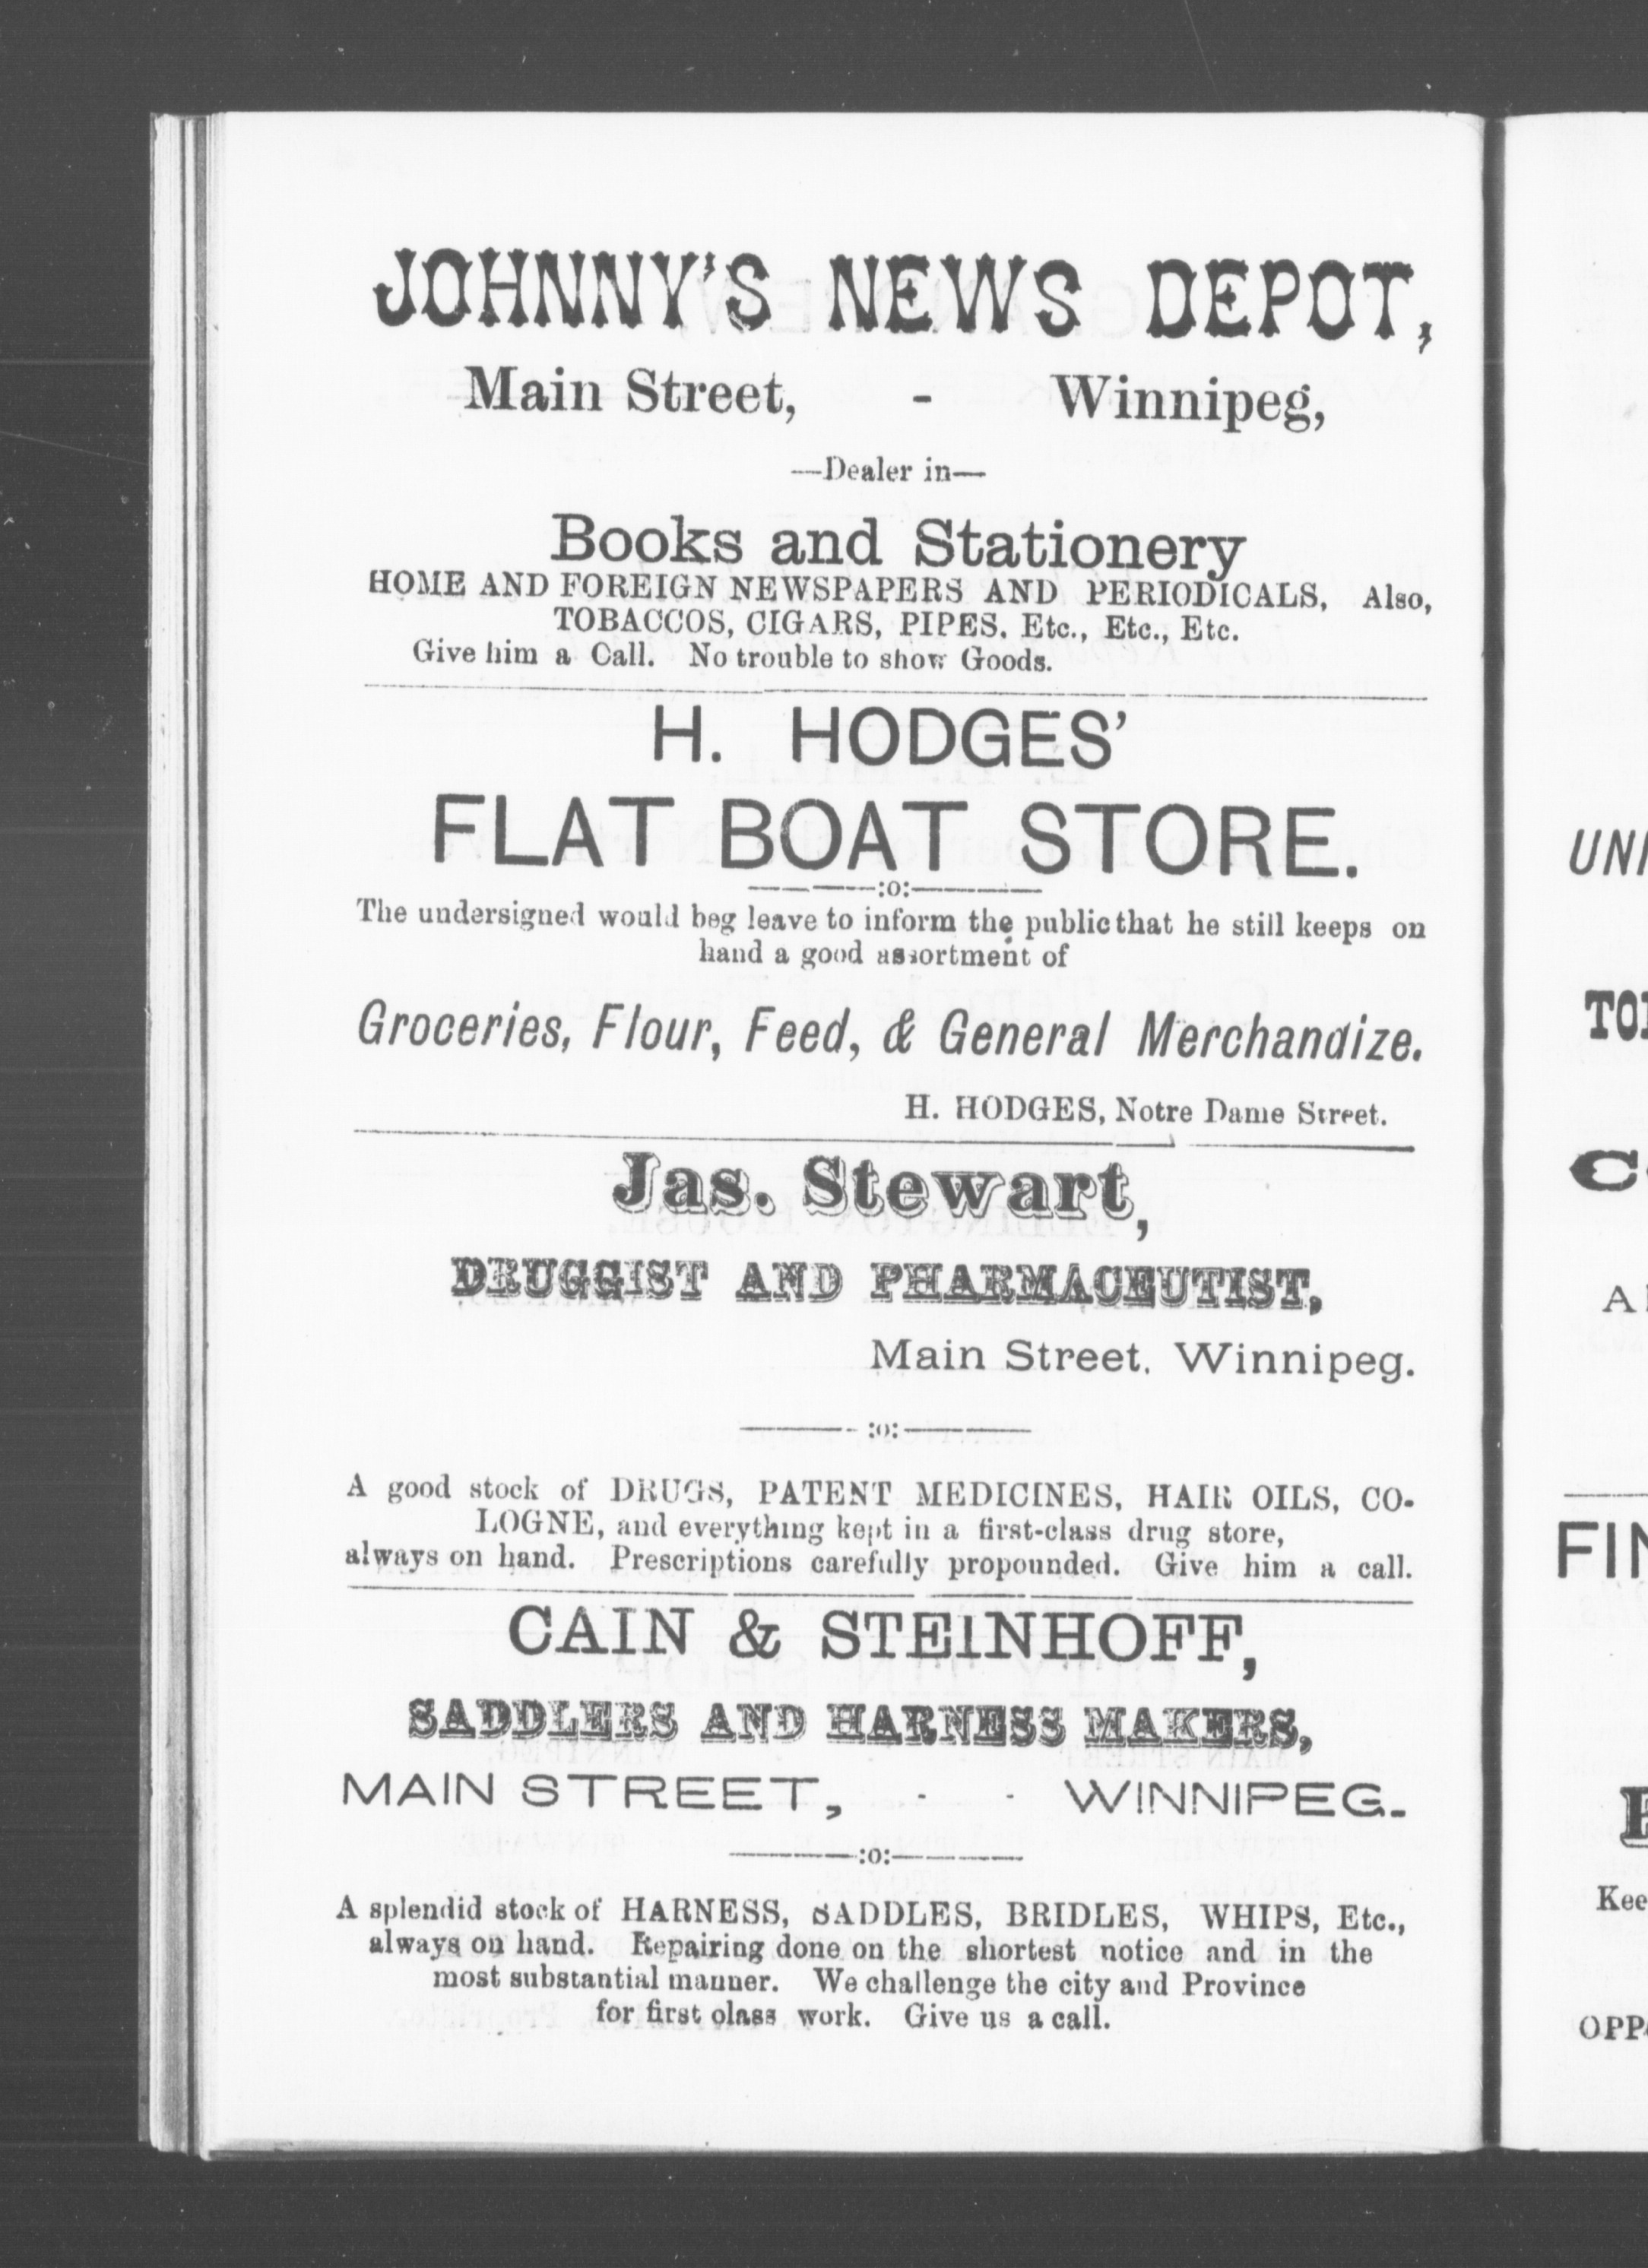 JOHNNY'S NEWS DEPOT,
Main Street, - Winnipeg,
—Dealer in—
Books and Stationery
HOME AND FOREIGN NEWSPAPERS AND PERIODICALS, Also,
TOBACCOS, CIGARS, PIPES. Etc., Etc., Etc.
Give him a Call. No trouble to show Goods.
H. HODGES'
FLAT BOAT STORE.
————:o:————
The undersigned would beg leave to inform the public that he still keeps on
hand a good assortment of
Groceries, Flour, Feed, & General Merchandize.
H. HODGES, Notre Dame Street.
Jas. Stewart,
DRUGGIST AND PHARMACEUTIST,
Main Street. Winnipeg.
————:o:————
A good stock of DRUGS, PATENT MEDICINES, HAIR OILS, CO-
LOGNE, and everything kept in a first-class drug store,
always on hand. Prescriptions carefully propounded. Give him a call.
CAIN & STEINHOFF,
SADDLERS AND HARNESS MAKERS,
MAIN STREET, - - WINNIPEG.
————:o:————
A splendid stock of HARNESS, SADDLES, BRIDLES, WHIPS, Etc.,
always on hand. Repairing done on the shortest notice and in the
most substantial manner. We challenge the city and Province
for first olass work. Give us a call.
UNI
TO
C
A
FIN
Kee
OPP